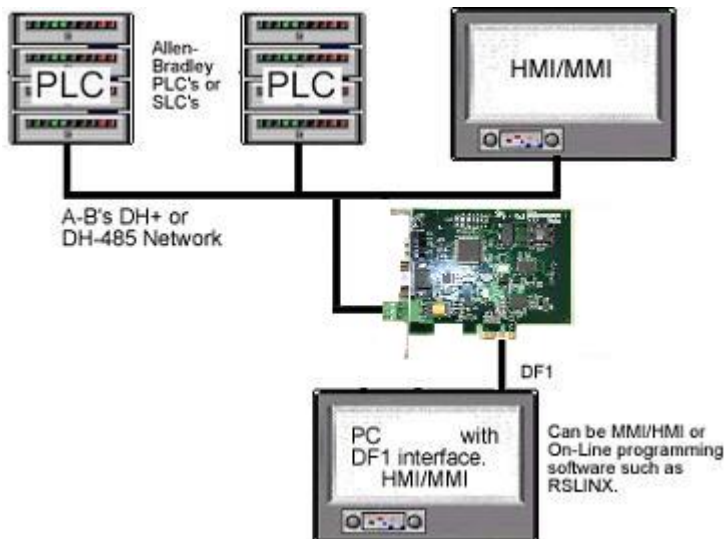 PLC
Allen-
Bradley
PLC's or
SLC's
PLC
HMI/MMI
A-B's DH+ or
DH-485 Network
DF1
PC with
DF1 interface.
HMI/MMI
Can be MMI/HMI or
On-Line programming
software such as
RSLINX.